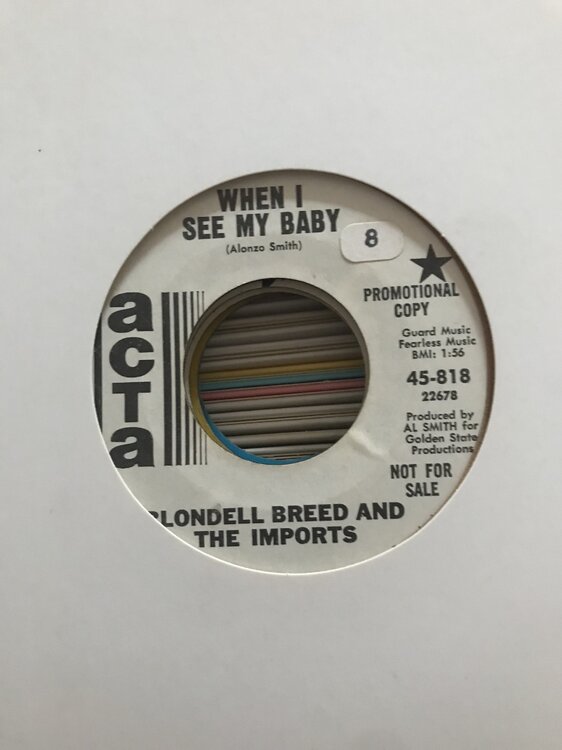 WHEN I
SEE MY BABY
(Alonzo Smith)
8
PROMOTIONAL
COPY
Guard Music
Fearless Music
BMI: 1:56
45-818
22678
Produced by
AL SMITH for
Golden State
Productions
NOT FOR
SALE
acTa
BLONDELL BREED AND
THE IMPORTS